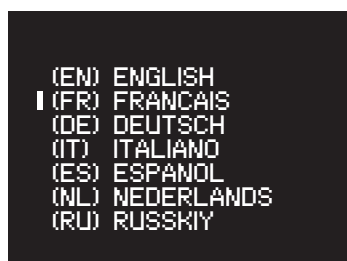 (EN) ENGLISH
(FR) FRANCAIS
(DE) DEUTSCH
(IT) ITALIANO
(ES) ESPANOL
(NL) NEDERLANDS
(RU) RUSSKIY